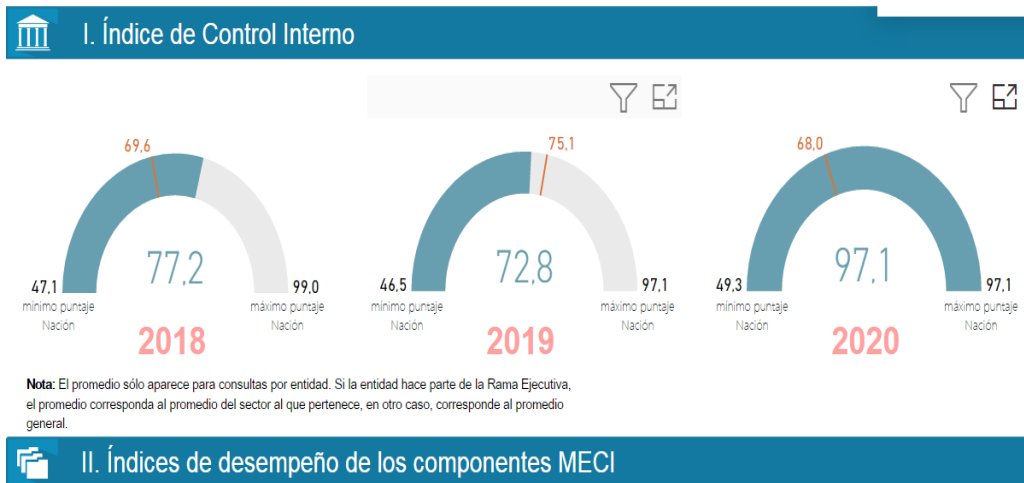 I. Índice de Control Interno
69,6
77,2
47,1
mínimo puntaje
Nación
99,0
máximo puntaje
Nación
2018
75,1
72,8
46,5
mínimo puntaje
Nación
97,1
máximo puntaje
Nación
2019
68,0
97,1
49,3
mínimo puntaje
Nación
97,1
máximo puntaje
Nación
2020
Nota: El promedio sólo aparece para consultas por entidad. Si la entidad hace parte de la Rama Ejecutiva,
el promedio corresponda al promedio del sector al que pertenece, en otro caso, corresponde al promedio
general.
II. Índices de desempeño de los componentes MECI